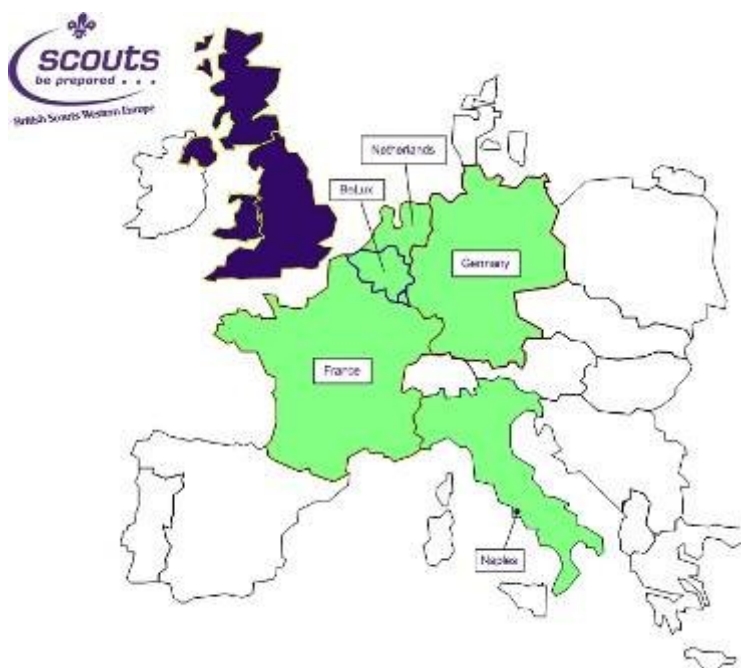 scouts
be prepared . . .
British Scouts Western Europe
Netherlands
BeLux
Germany
France
Naples